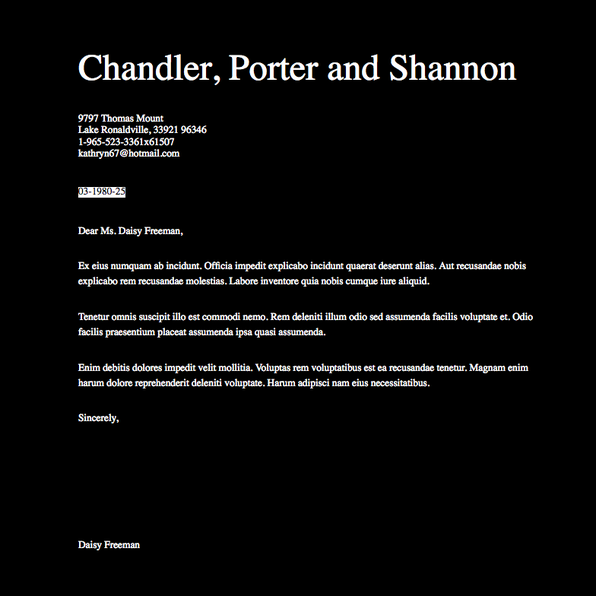 Chandler, Porter and Shannon
9797 Thomas Mount
Lake Ronaldville, 33921 96346
1-965-523-3361x61507
kathryn67@hotmail.com
03-1980-25
Dear Ms. Daisy Freeman,
Ex eius numquam ab incidunt. Officia impedit explicabo incidunt quaerat deserunt alias. Aut recusandae nobis
explicabo rem recusandae molestias. Labore inventore quia nobis cumque iure aliquid.
Tenetur omnis suscipit illo est commodi nemo. Rem deleniti illum odio sed assumenda facilis voluptate et. Odio
facilis praesentium placeat assumenda ipsa quasi assumenda.
Enim debitis dolores impedit velit mollitia. Voluptas rem voluptatibus est ea recusandae tenetur. Magnam enim
harum dolore reprehenderit deleniti voluptate. Harum adipisci nam eius necessitatibus.
Sincerely,
Daisy Freeman